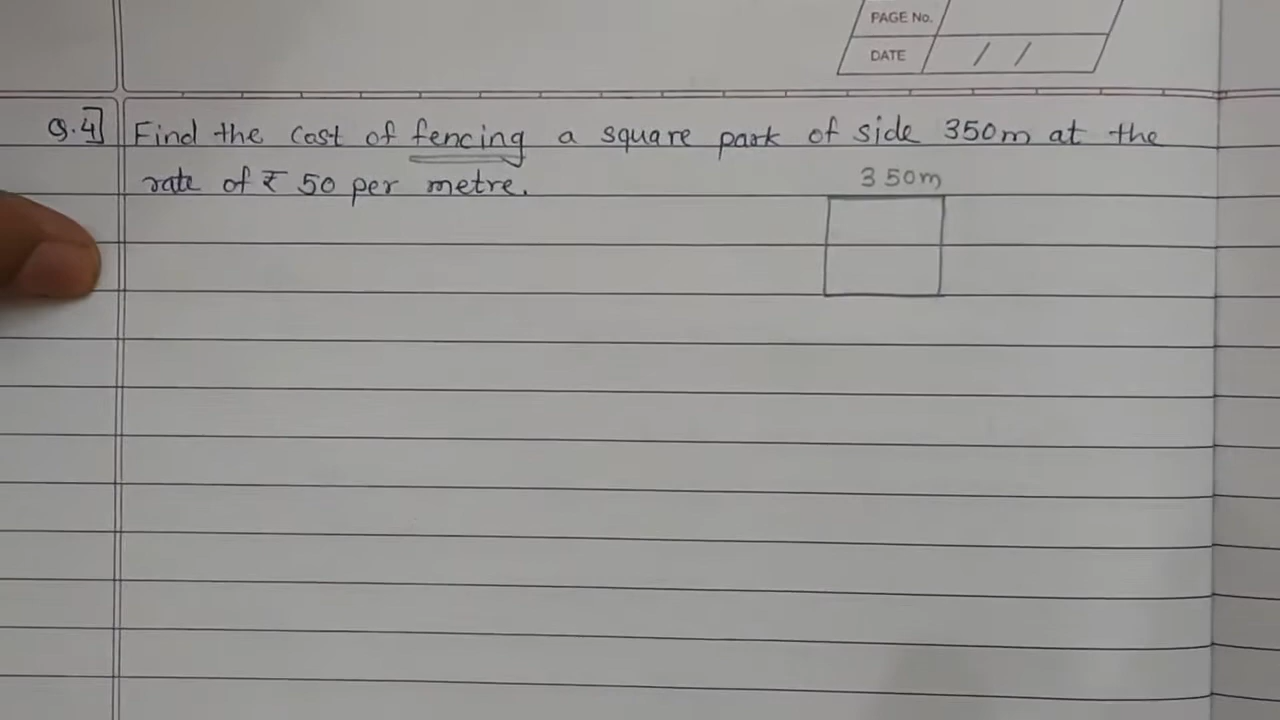 PAGE No.
DATE / /
Q.4] Find the cost of fencing a square park of side 350m at the
rate of ₹ 50 per metre.
350m